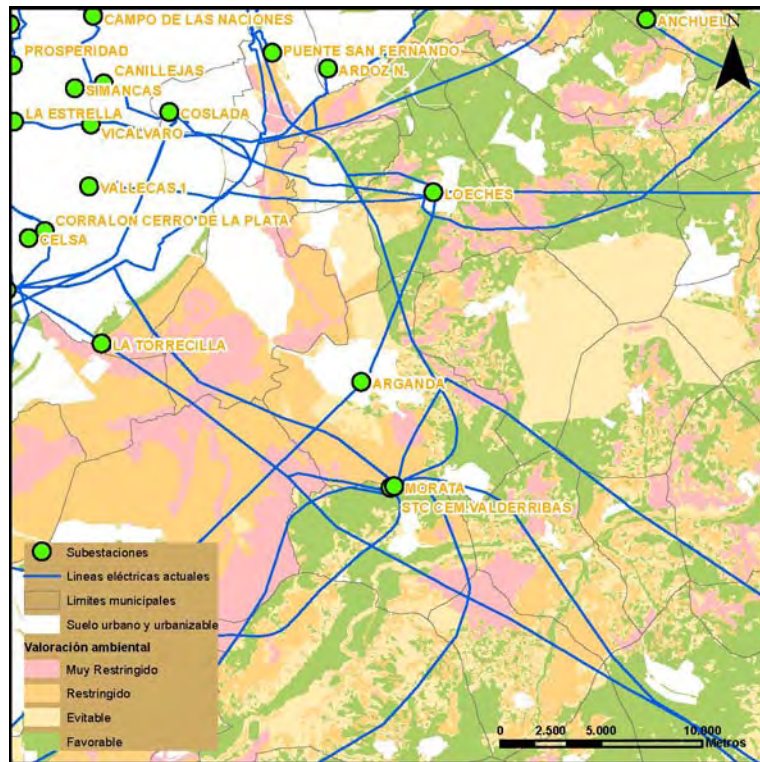 CAMPO DE LAS NACIONES
ANCHUEL
N
PROSPERIDAD
PUENTE SAN FERNANDO
CANILLEJAS
ARDOZ N.
SIMANCAS
LA ESTRELLA
COSLADA
VICALVARO
VALLECAS 1
LOECHES
CORRALON CERRO DE LA PLATA
CELSA
LA TORRECILLA
ARGANDA
MORATA
STC CEM.VALDERRIBAS
Subestaciones
Lineas eléctricas actuales
Limites municipales
Suelo urbano y urbanizable
Valoración ambiental
Muy Restringido
Restringido
Evitable
Favorable
0 2.500 5.000 10.000
Metros